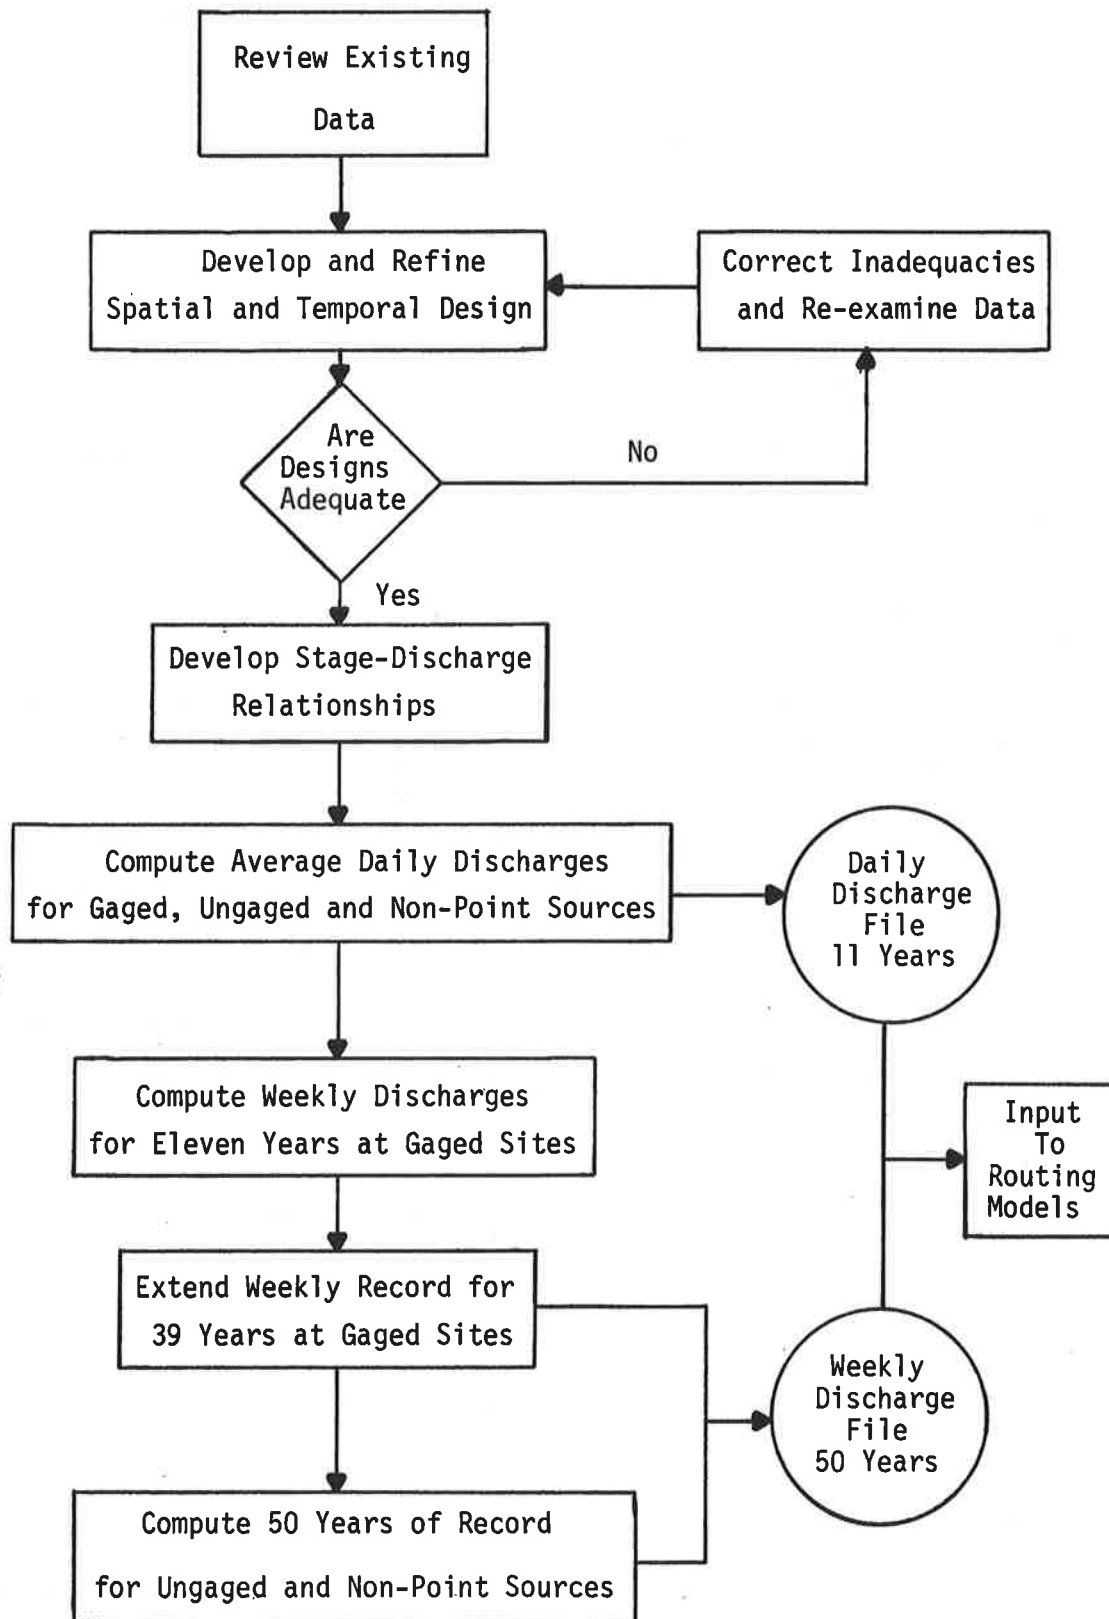 Review Existing
Data
Develop and Refine
Spatial and Temporal Design
Correct Inadequacies
and Re-examine Data
Are
Designs
Adequate
No
Yes
Develop Stage-Discharge
Relationships
Compute Average Daily Discharges
for Gaged, Ungaged and Non-Point Sources
Daily
Discharge
File
11 Years
Compute Weekly Discharges
for Eleven Years at Gaged Sites
Input
To
Routing
Models
Extend Weekly Record for
39 Years at Gaged Sites
Weekly
Discharge
File
50 Years
Compute 50 Years of Record
for Ungaged and Non-Point Sources